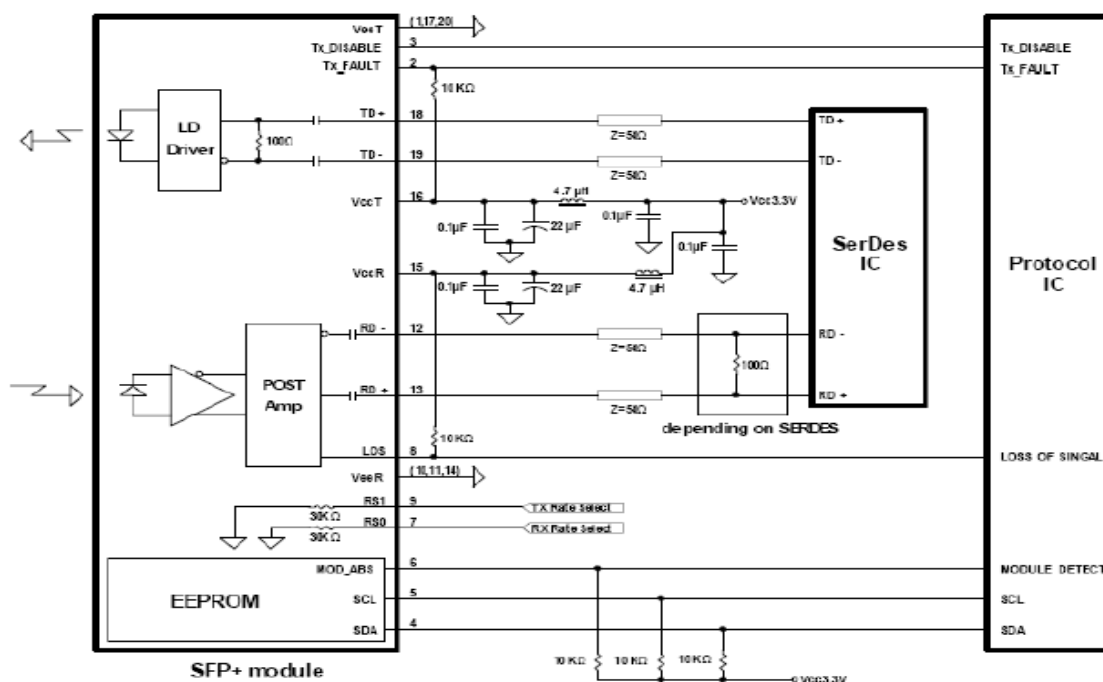 VeeT (1,17,20)
Tx_DISABLE 3 Tx_DISABLE
Tx_FAULT 2 Tx_FAULT
10 KΩ
LD Driver
100Ω
TD+ 18 Z=50Ω TD+
TD- 19 Z=50Ω TD-
VccT 16 4.7 µH Vcc3.3V
0.1µF 22 µF 0.1µF
0.1µF
SerDes IC
Protocol IC
VccR 15
0.1µF 22 µF 4.7 µH
RD - 12 Z=50Ω RD -
POST Amp
100Ω
RD + 13 Z=50Ω RD +
depending on SERDES
10 KΩ
LOS 8 LOSS OF SINGAL
VeeR (10,11,14)
RS1 9 TX Rate Select
30KΩ
RS0 7 RX Rate Select
30KΩ
MOD_ABS 6 MODULE DETECT
EEPROM
SCL 5 SCL
SDA 4 SDA
10 KΩ 10 KΩ 10 KΩ
Vcc3.3V
SFP+ module